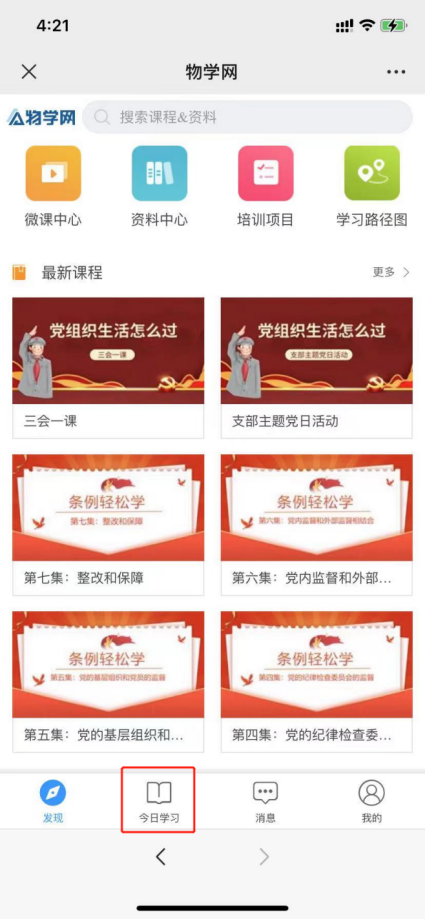 4:21
物学网
物学网
搜索课程&资料
微课中心 资料中心 培训项目 学习路径图
最新课程 更多
党组织生活怎么过
三会一课
党组织生活怎么过
支部主题党日活动
三会一课
支部主题党日活动
条例轻松学
第七集：整改和保障
条例轻松学
第六集：党内监督和外部监督相结合
第七集：整改和保障
第六集：党内监督和外部...
条例轻松学
第五集：党的基层组织和党员的监督
条例轻松学
第四集：党的纪律检查委员会的监督
第五集：党的基层组织和...
第四集：党的纪律检查委...
发现 今日学习 消息 我的